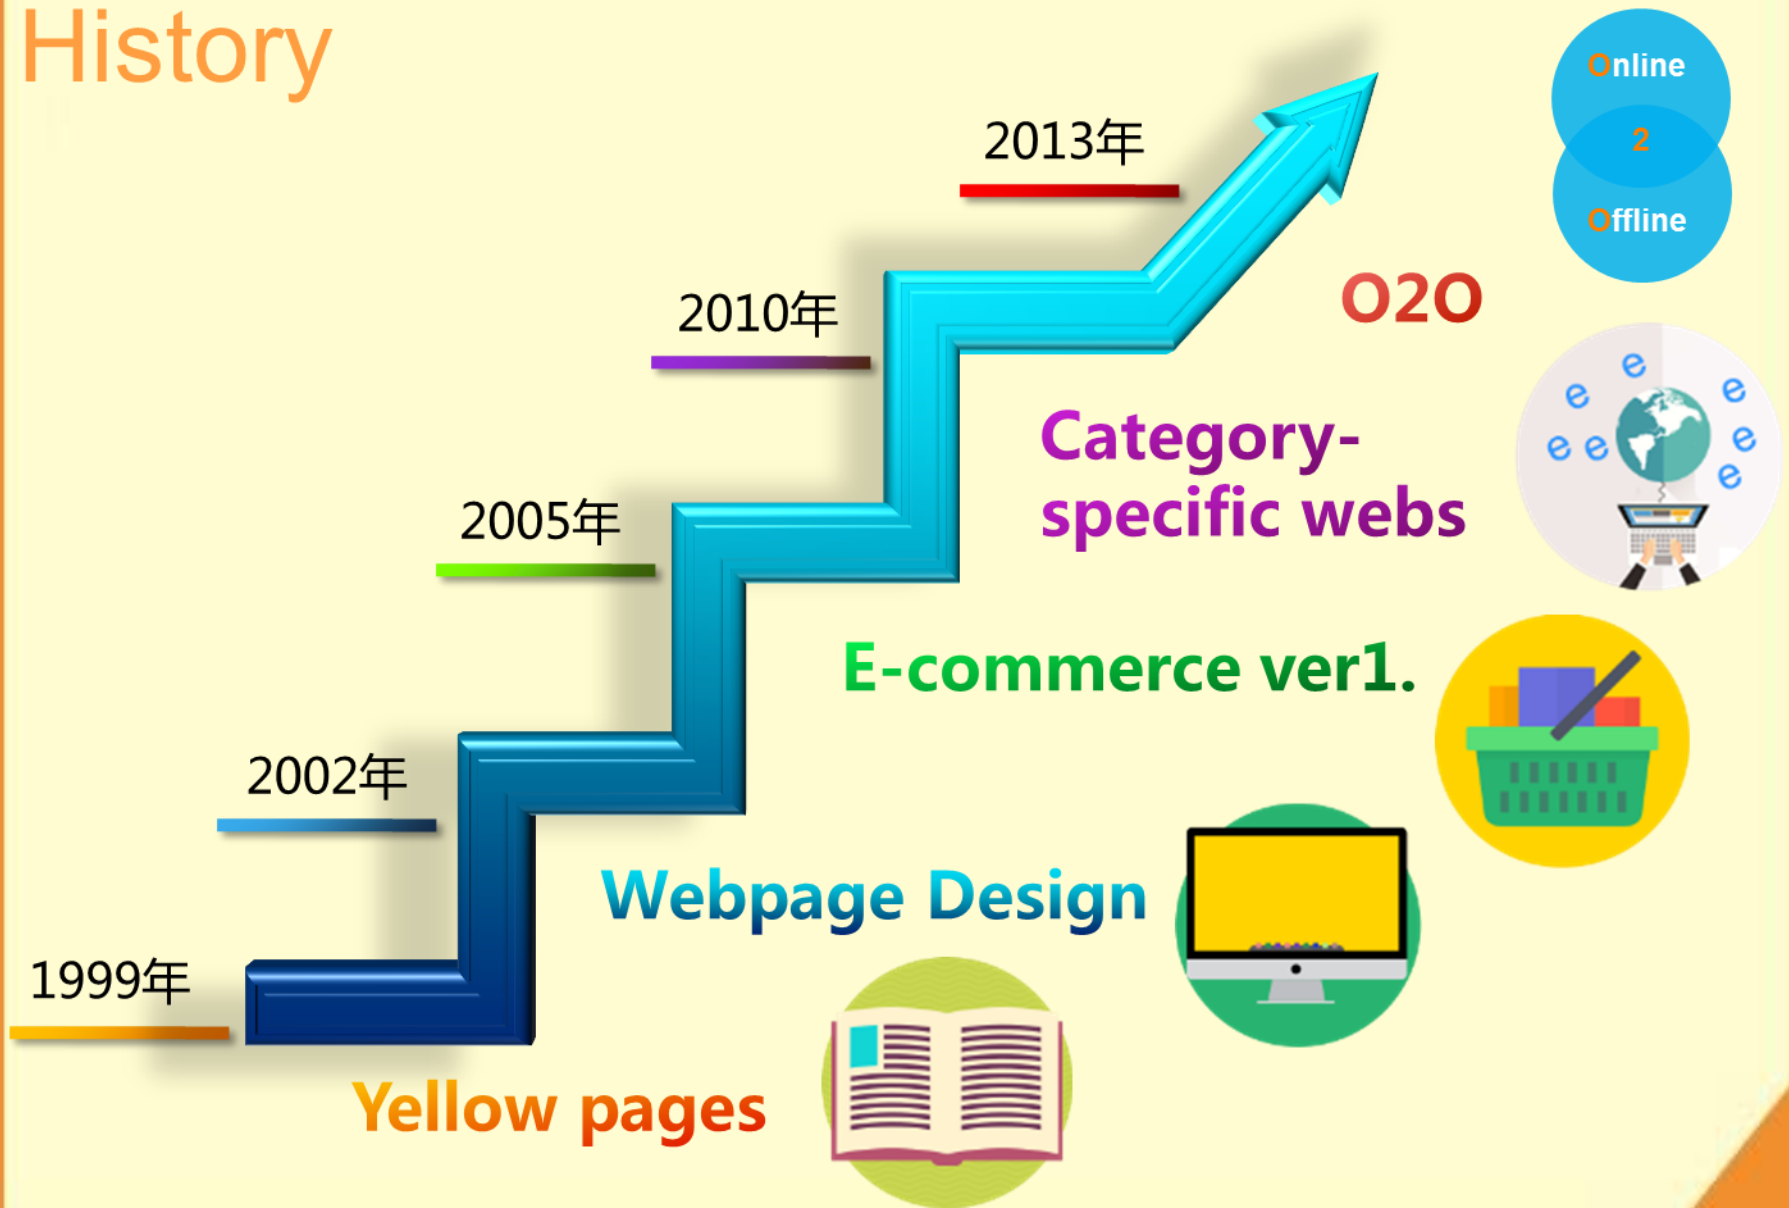 History
2013年
Online
2
Offline
O2O
2010年
Category-
specific webs
e
e
e
e
e
e
e
2005年
E-commerce ver1.
2002年
Webpage Design
1999年
Yellow pages